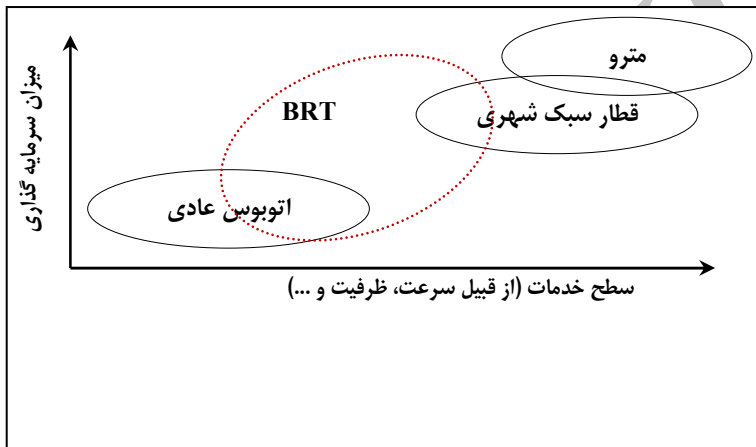 مترو
قطار سبک شهری
BRT
اتوبوس عادی
میزان سرمایه گذاری
سطح خدمات (از قبیل سرعت، ظرفیت و ...)